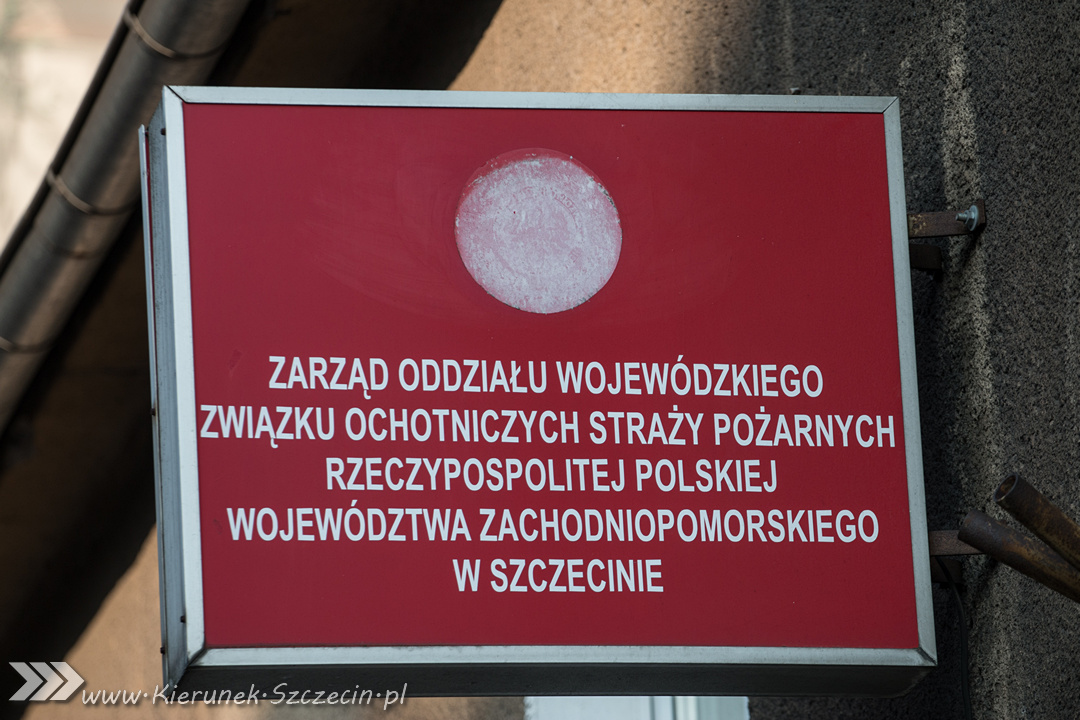 ZARZĄD ODDZIAŁU WOJEWÓDZKIEGO
ZWIĄZKU OCHOTNICZYCH STRAŻY POŻARNYCH
RZECZYPOSPOLITEJ POLSKIEJ
WOJEWÓDZTWA ZACHODNIOPOMORSKIEGO
W SZCZECINIE
www.Kierunek-Szczecin.pl